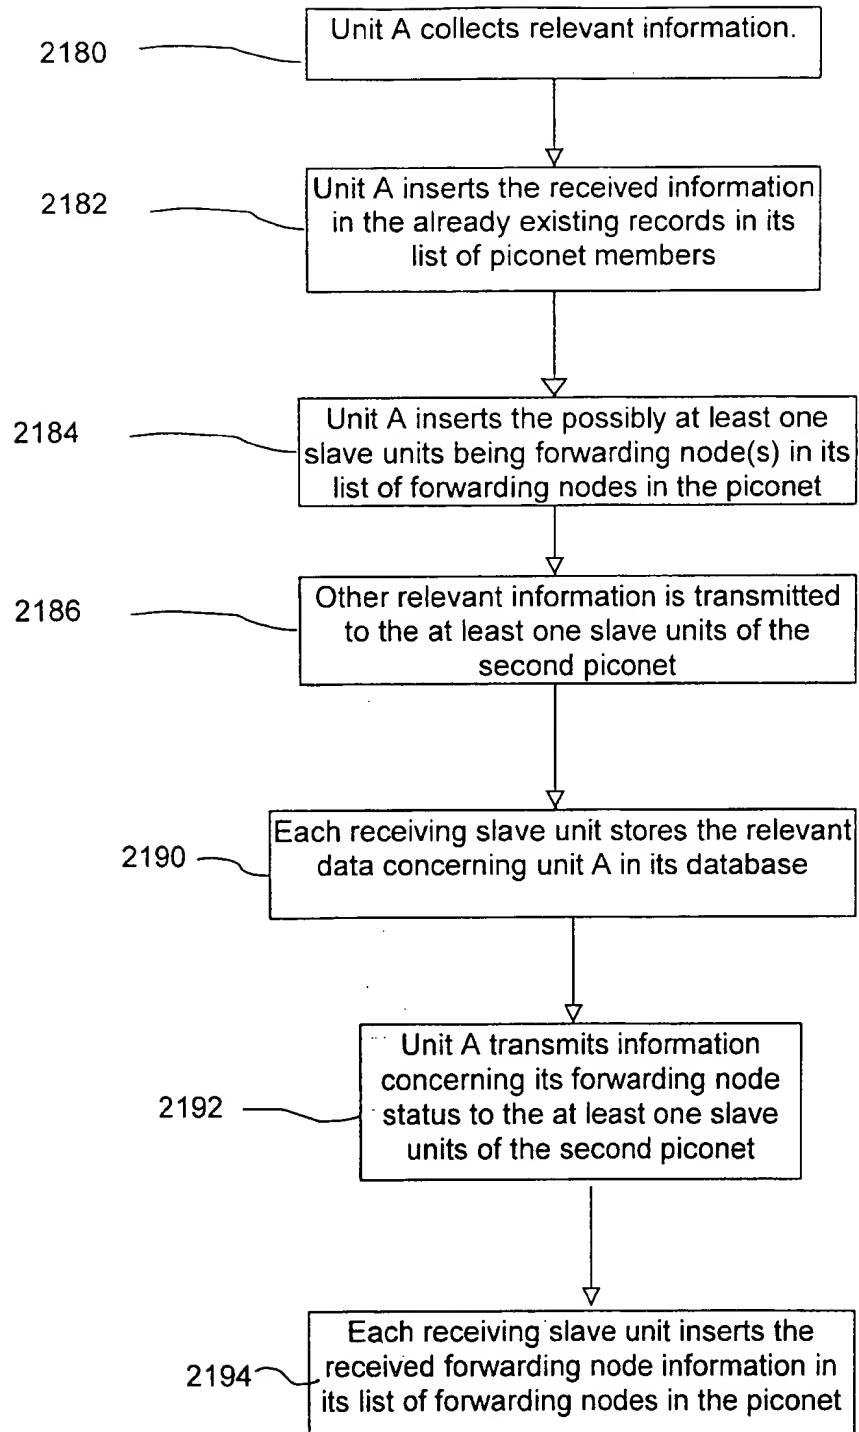 Unit A collects relevant information.
2180
Unit A inserts the received information
in the already existing records in its
list of piconet members
2182
Unit A inserts the possibly at least one
slave units being forwarding node(s) in its
list of forwarding nodes in the piconet
2184
Other relevant information is transmitted
to the at least one slave units of the
second piconet
2186
Each receiving slave unit stores the relevant
data concerning unit A in its database
2190
Unit A transmits information
concerning its forwarding node
status to the at least one slave
units of the second piconet
2192
Each receiving slave unit inserts the
received forwarding node information in
its list of forwarding nodes in the piconet
2194